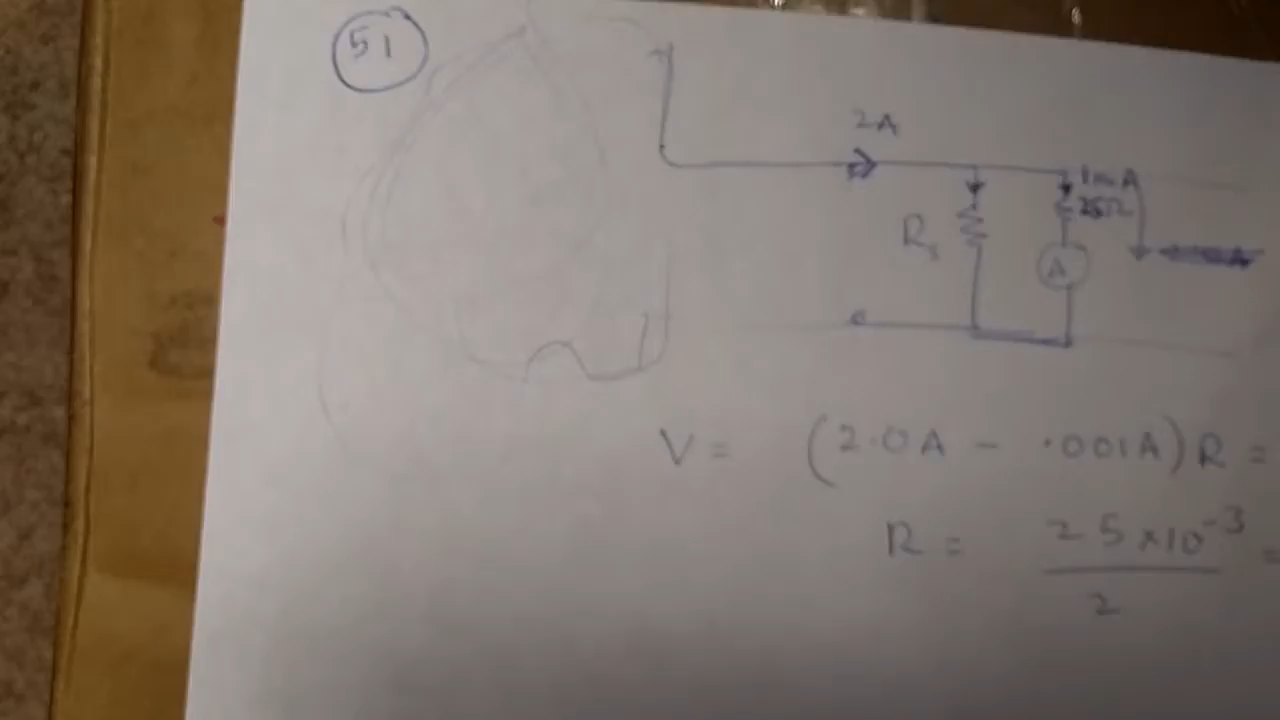 51
2A
1mA
25Ω
R
A
V = (2.0A - .001A)R =
R = 25×10⁻³ =
2